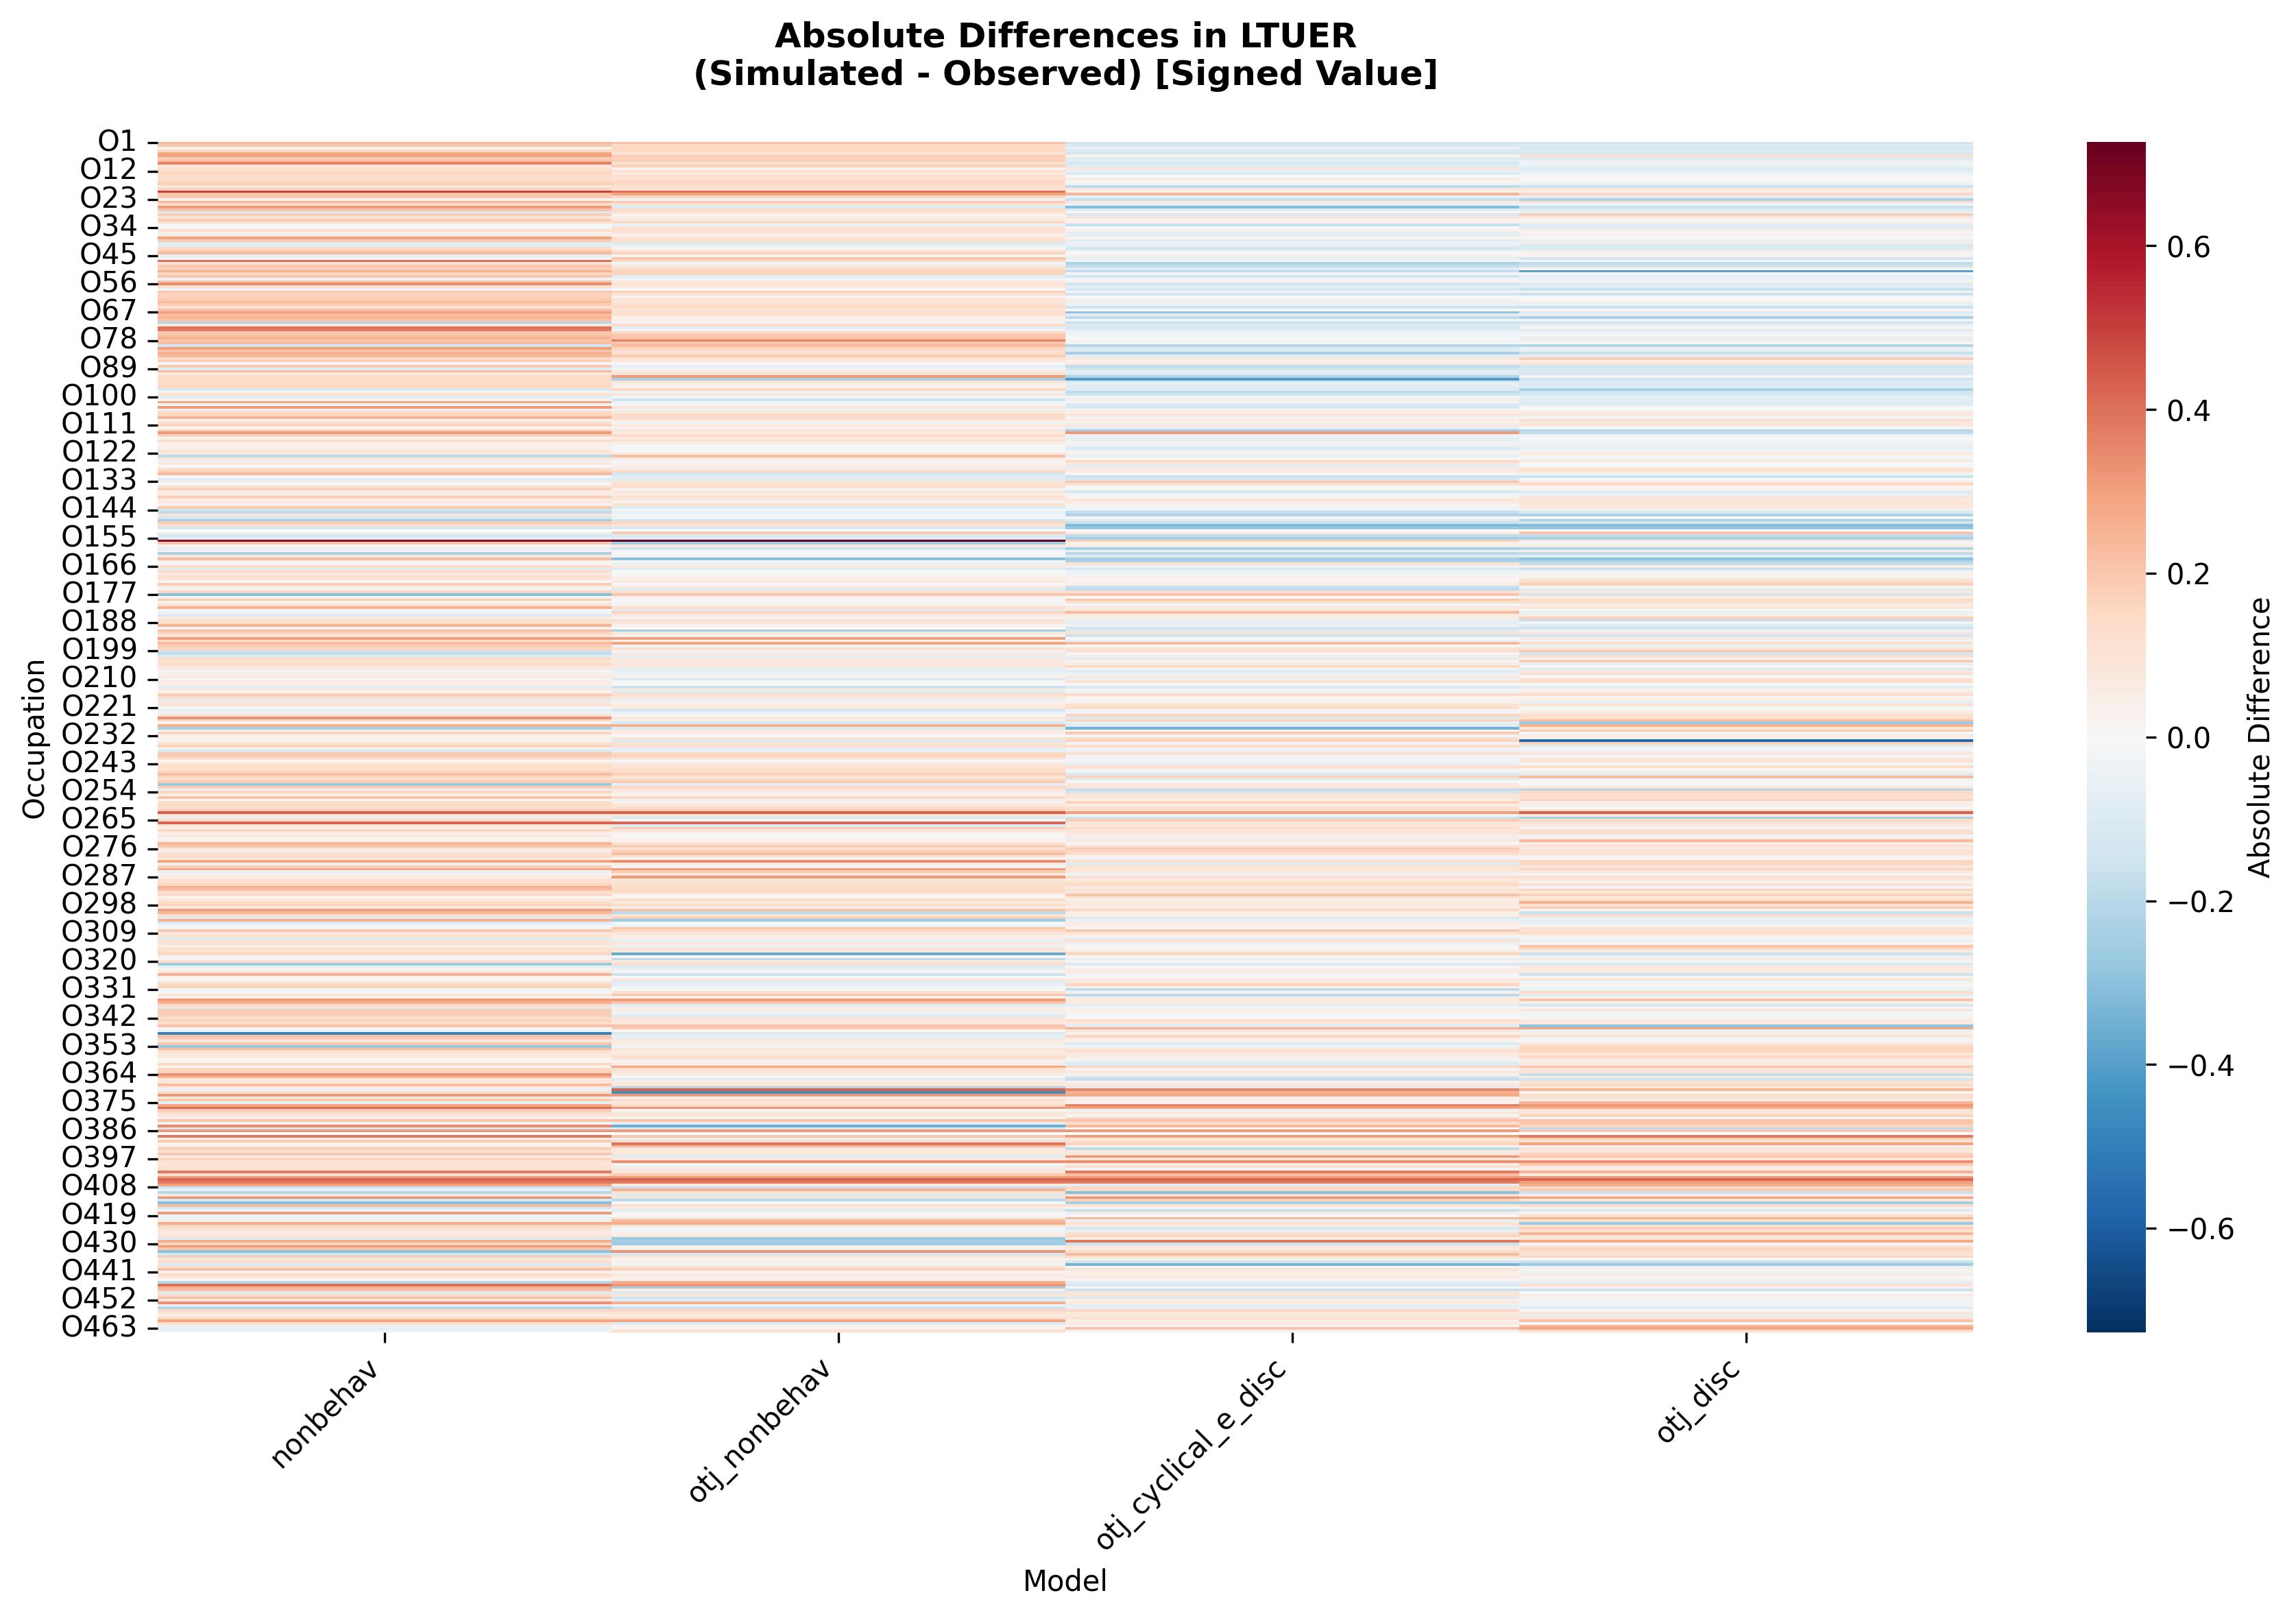 Absolute Differences in LTUER
(Simulated - Observed) [Signed Value]
Occupation
O1
O12
O23
O34
O45
O56
O67
O78
O89
O100
O111
O122
O133
O144
O155
O166
O177
O188
O199
O210
O221
O232
O243
O254
O265
O276
O287
O298
O309
O320
O331
O342
O353
O364
O375
O386
O397
O408
O419
O430
O441
O452
O463
nonbehav
otj_nonbehav
otj_cyclical_e_disc
otj_disc
Model
0.6
0.4
0.2
0.0
−0.2
−0.4
−0.6
Absolute Difference